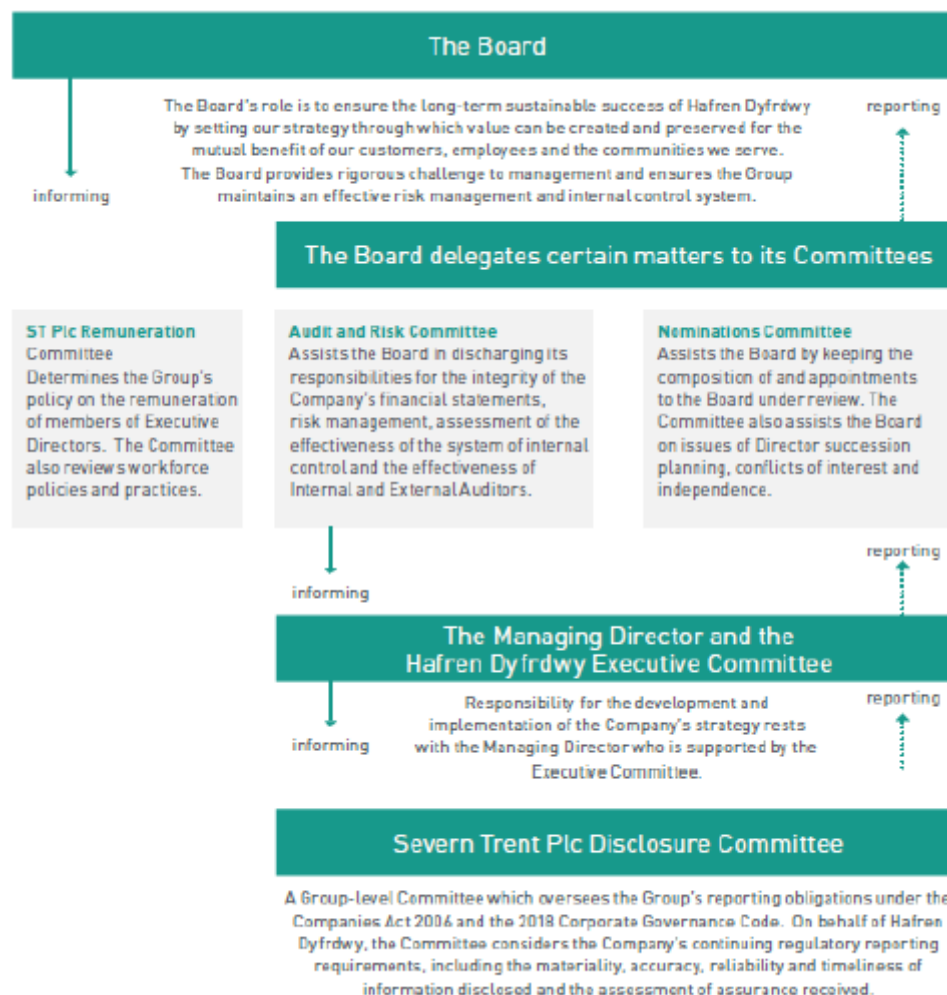 The Board
The Board's role is to ensure the long-term sustainable success of Hafren Dyfrdwy
by setting our strategy through which value can be created and preserved for the
mutual benefit of our customers, employees and the communities we serve.
The Board provides rigorous challenge to management and ensures the Group
maintains an effective risk management and internal control system.
reporting
informing
The Board delegates certain matters to its Committees
ST Plc Remuneration
Committee
Determines the Group's
policy on the remuneration
of members of Executive
Directors. The Committee
also reviews workforce
policies and practices.
Audit and Risk Committee
Assists the Board in discharging its
responsibilities for the integrity of the
Company's financial statements,
risk management, assessment of the
effectiveness of the system of internal
control and the effectiveness of
Internal and External Auditors.
Nominations Committee
Assists the Board by keeping the
composition of and appointments
to the Board under review. The
Committee also assists the Board
on issues of Director succession
planning, conflicts of interest and
independence.
informing
reporting
The Managing Director and the
Hafren Dyfrdwy Executive Committee
informing
Responsibility for the development and
implementation of the Company's strategy rests
with the Managing Director who is supported by the
Executive Committee.
reporting
Severn Trent Plc Disclosure Committee
A Group-level Committee which oversees the Group's reporting obligations under the
Companies Act 2006 and the 2018 Corporate Governance Code. On behalf of Hafren
Dyfrdwy, the Committee considers the Company's continuing regulatory reporting
requirements, including the materiality, accuracy, reliability and timeliness of
information disclosed and the assessment of assurance received.